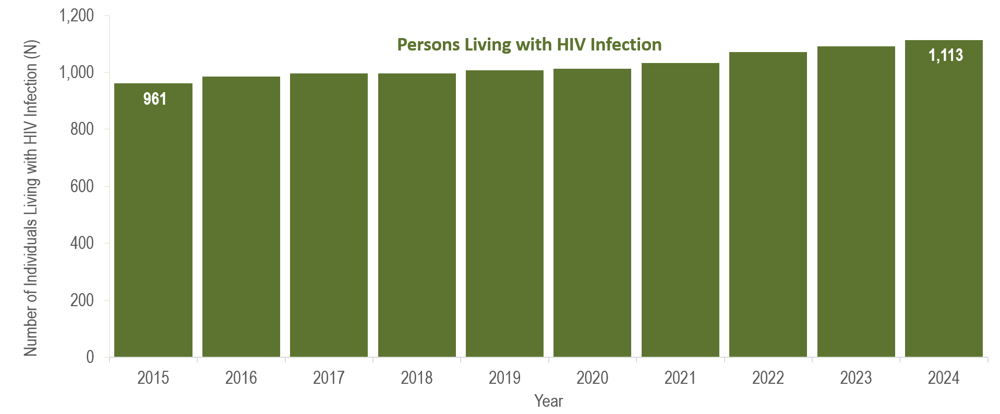 Persons Living with HIV Infection
Number of Individuals Living with HIV Infection (N)
1,200
1,000
800
600
400
200
0
961
1,113
2015 2016 2017 2018 2019 2020 2021 2022 2023 2024
Year